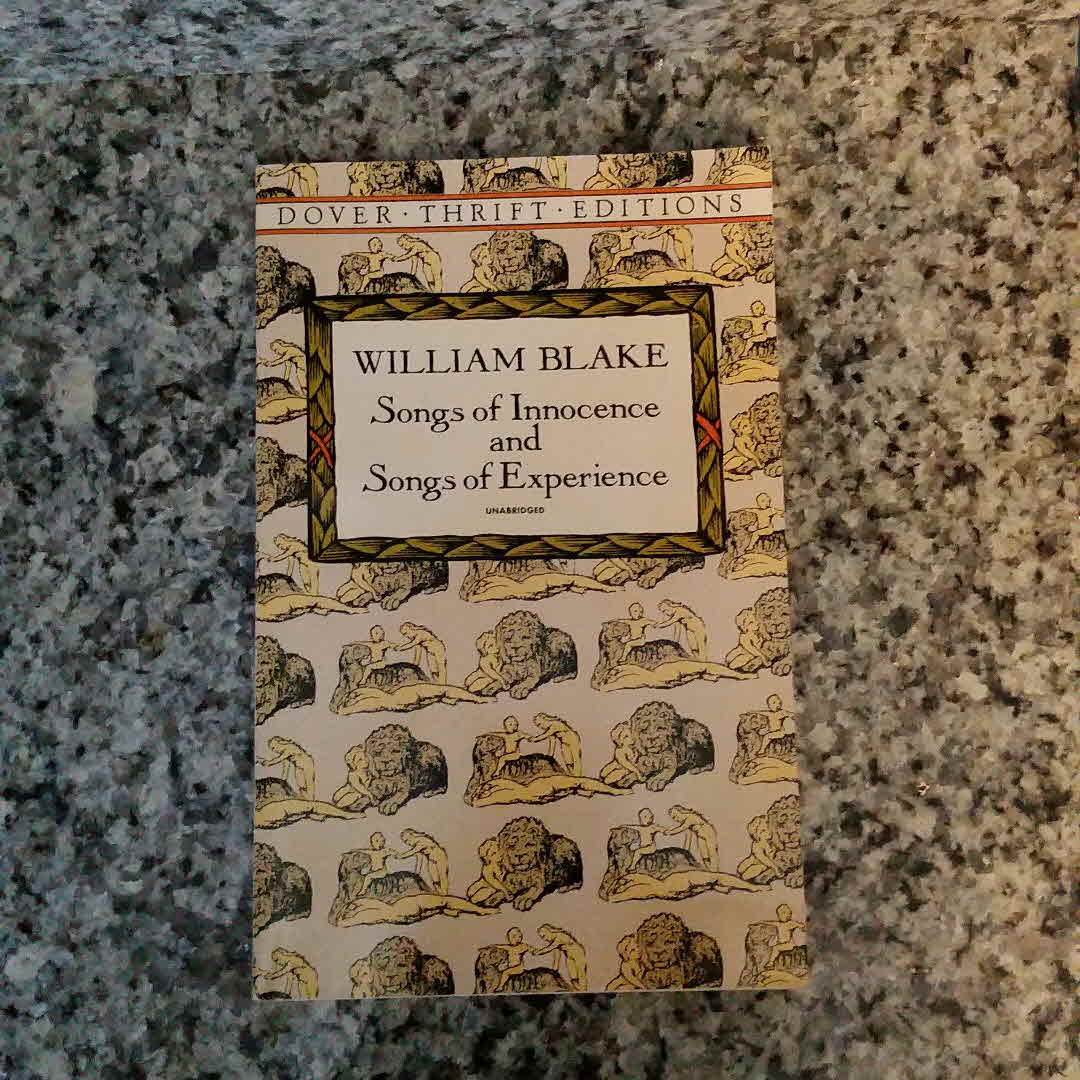 DOVER · THRIFT · EDITIONS
WILLIAM BLAKE
Songs of Innocence
and
Songs of Experience
UNABRIDGED